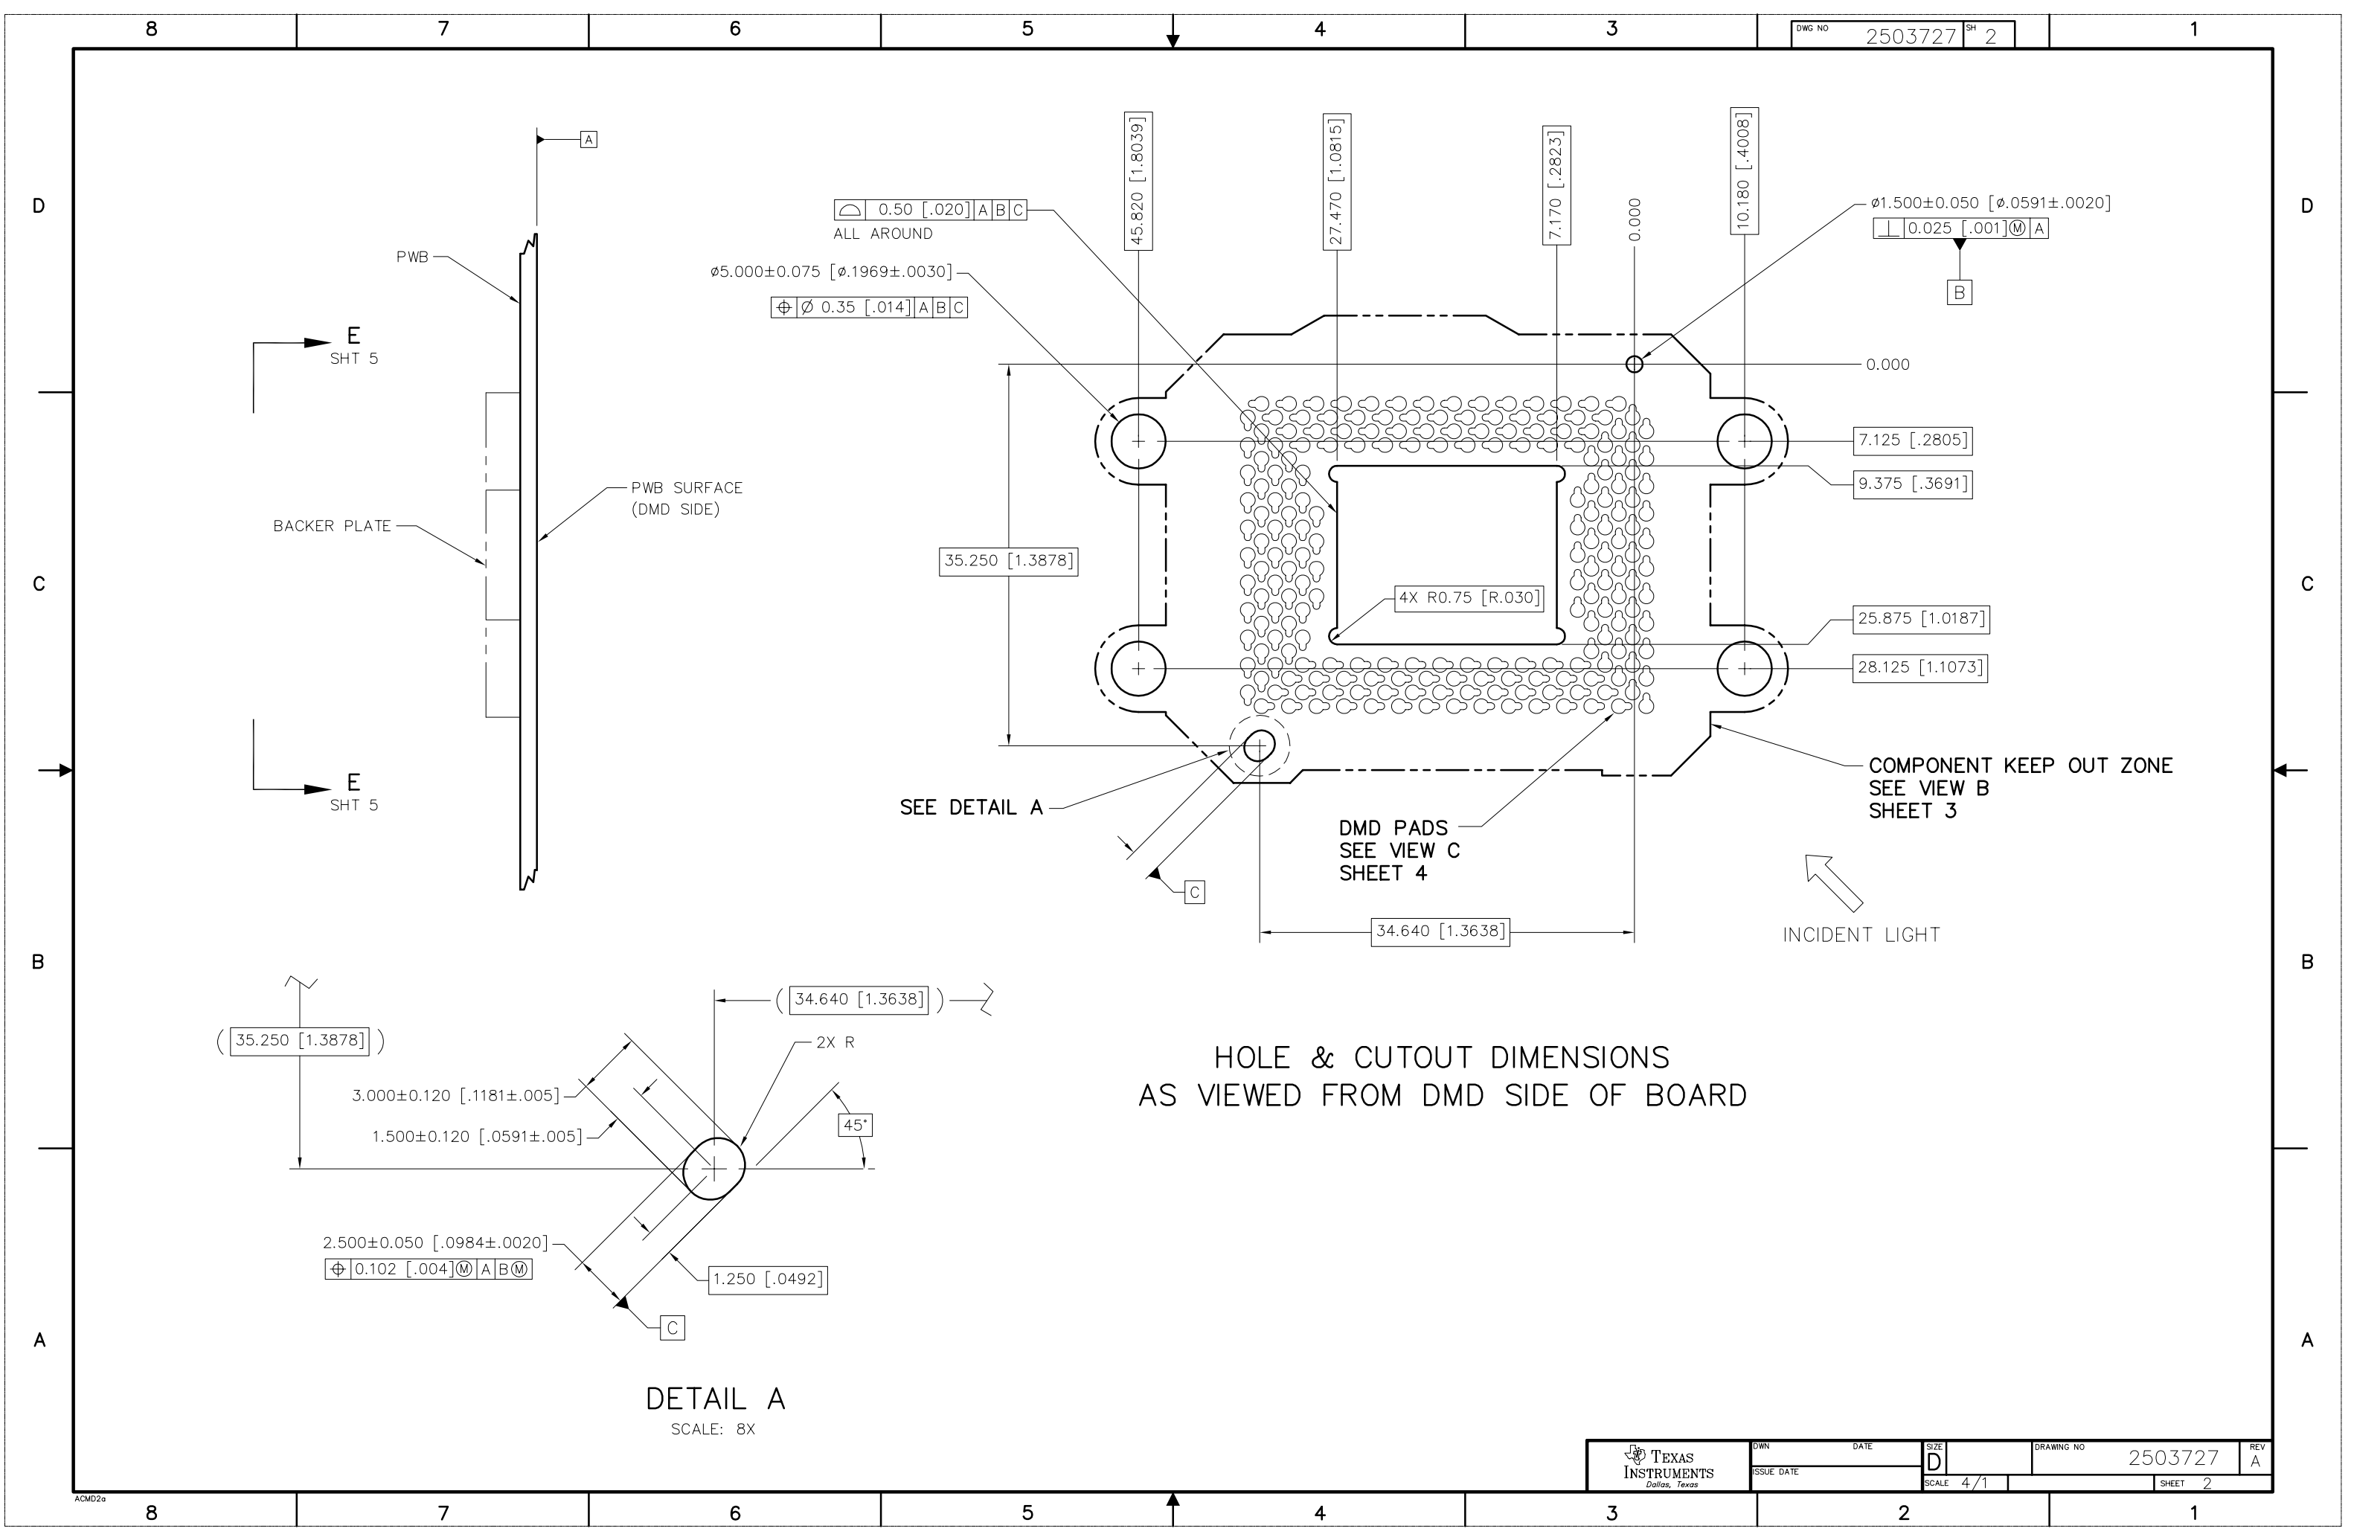 8 7 6 5 4 3 1
DWG NO 2503727 SH 2
D
D
A
PWB
E
SHT 5
BACKER PLATE
PWB SURFACE
(DMD SIDE)
E
SHT 5
45.820 [1.8039]
27.470 [1.0815]
7.170 [.2823]
0.000
10.180 [.4008]
⌓ 0.50 [.020] A B C
ALL AROUND
⌀5.000±0.075 [⌀.1969±.0030]
⌖ ⌀ 0.35 [.014] A B C
⌀1.500±0.050 [⌀.0591±.0020]
⟂ 0.025 [.001]Ⓜ A
B
0.000
7.125 [.2805]
9.375 [.3691]
35.250 [1.3878]
4X R0.75 [R.030]
25.875 [1.0187]
28.125 [1.1073]
C
C
COMPONENT KEEP OUT ZONE
SEE VIEW B
SHEET 3
SEE DETAIL A
DMD PADS
SEE VIEW C
SHEET 4
C
34.640 [1.3638]
INCIDENT LIGHT
B
B
( 34.640 [1.3638] )
( 35.250 [1.3878] )
2X R
3.000±0.120 [.1181±.005]
1.500±0.120 [.0591±.005]
45°
2.500±0.050 [.0984±.0020]
⌖ 0.102 [.004]Ⓜ A BⓂ
1.250 [.0492]
C
DETAIL A
SCALE: 8X
HOLE & CUTOUT DIMENSIONS
AS VIEWED FROM DMD SIDE OF BOARD
A
A
TEXAS
INSTRUMENTS
Dallas, Texas
DWN DATE
ISSUE DATE
SIZE
D
DRAWING NO 2503727
REV
A
SCALE 4/1
SHEET 2
ACMD2a
8 7 6 5 4 3 2 1